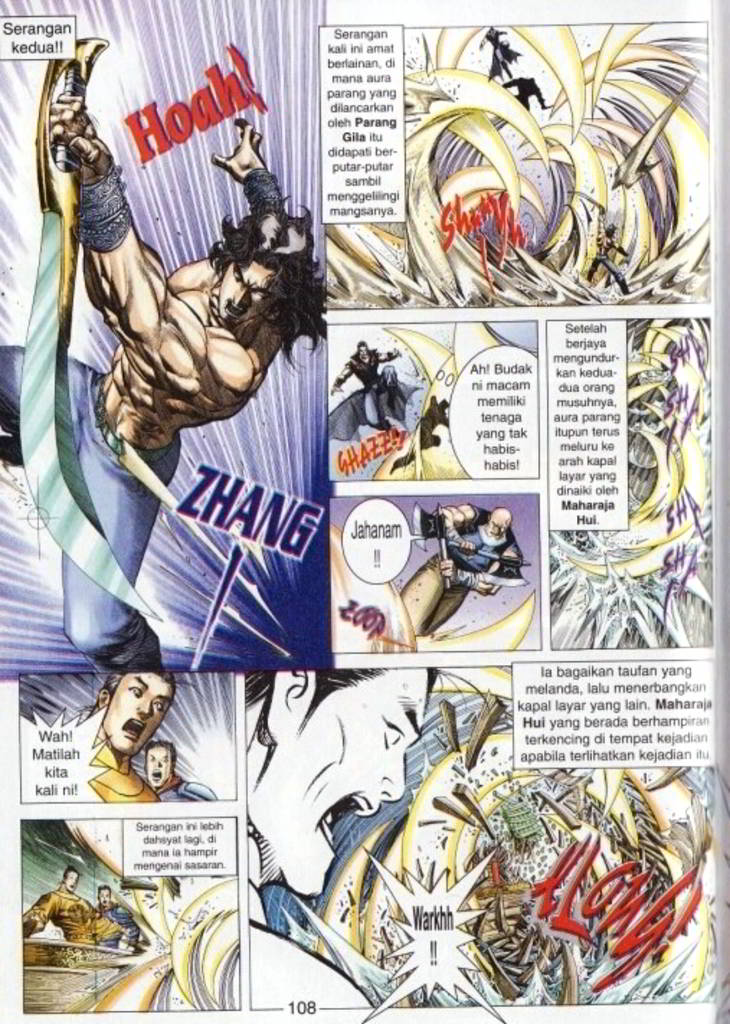 Serangan
kedua!!
Hoah!
ZHANG
!
Serangan
kali ini amat
berlainan, di
mana aura
parang yang
dilancarkan
oleh Parang
Gila itu
didapati ber-
putar-putar
sambil
menggelilingi
mangsanya.
Ah! Budak
ni macam
memiliki
tenaga
yang tak
habis-
habis!
GHAZZ!!
Setelah
berjaya
mengundur-
kan kedua-
dua orang
musuhnya,
aura parang
itupun terus
meluru ke
arah kapal
layar yang
dinaiki oleh
Maharaja
Hui.
SHA
SHA
SHA
Jahanam
!!
Wah!
Matilah
kita
kali ni!
Ia bagaikan taufan yang
melanda, lalu menerbangkan
kapal layar yang lain. Maharaja
Hui yang berada berhampiran
terkencing di tempat kejadian
apabila terlihatkan kejadian itu.
Serangan ini lebih
dahsyat lagi, di
mana ia hampir
mengenai sasaran.
Warkhh
!!
108